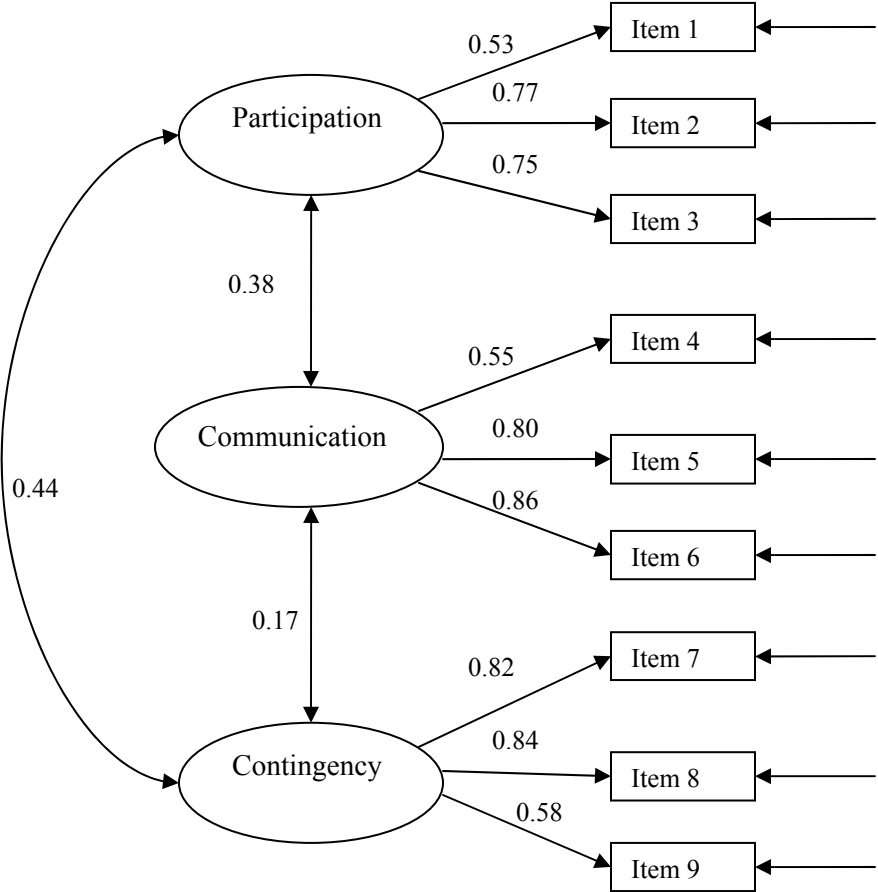 Item 1
0.53
0.77
Participation
Item 2
0.75
Item 3
0.38
Item 4
0.55
0.80
Communication
Item 5
0.44
0.86
Item 6
0.17
Item 7
0.82
0.84
Contingency
Item 8
0.58
Item 9